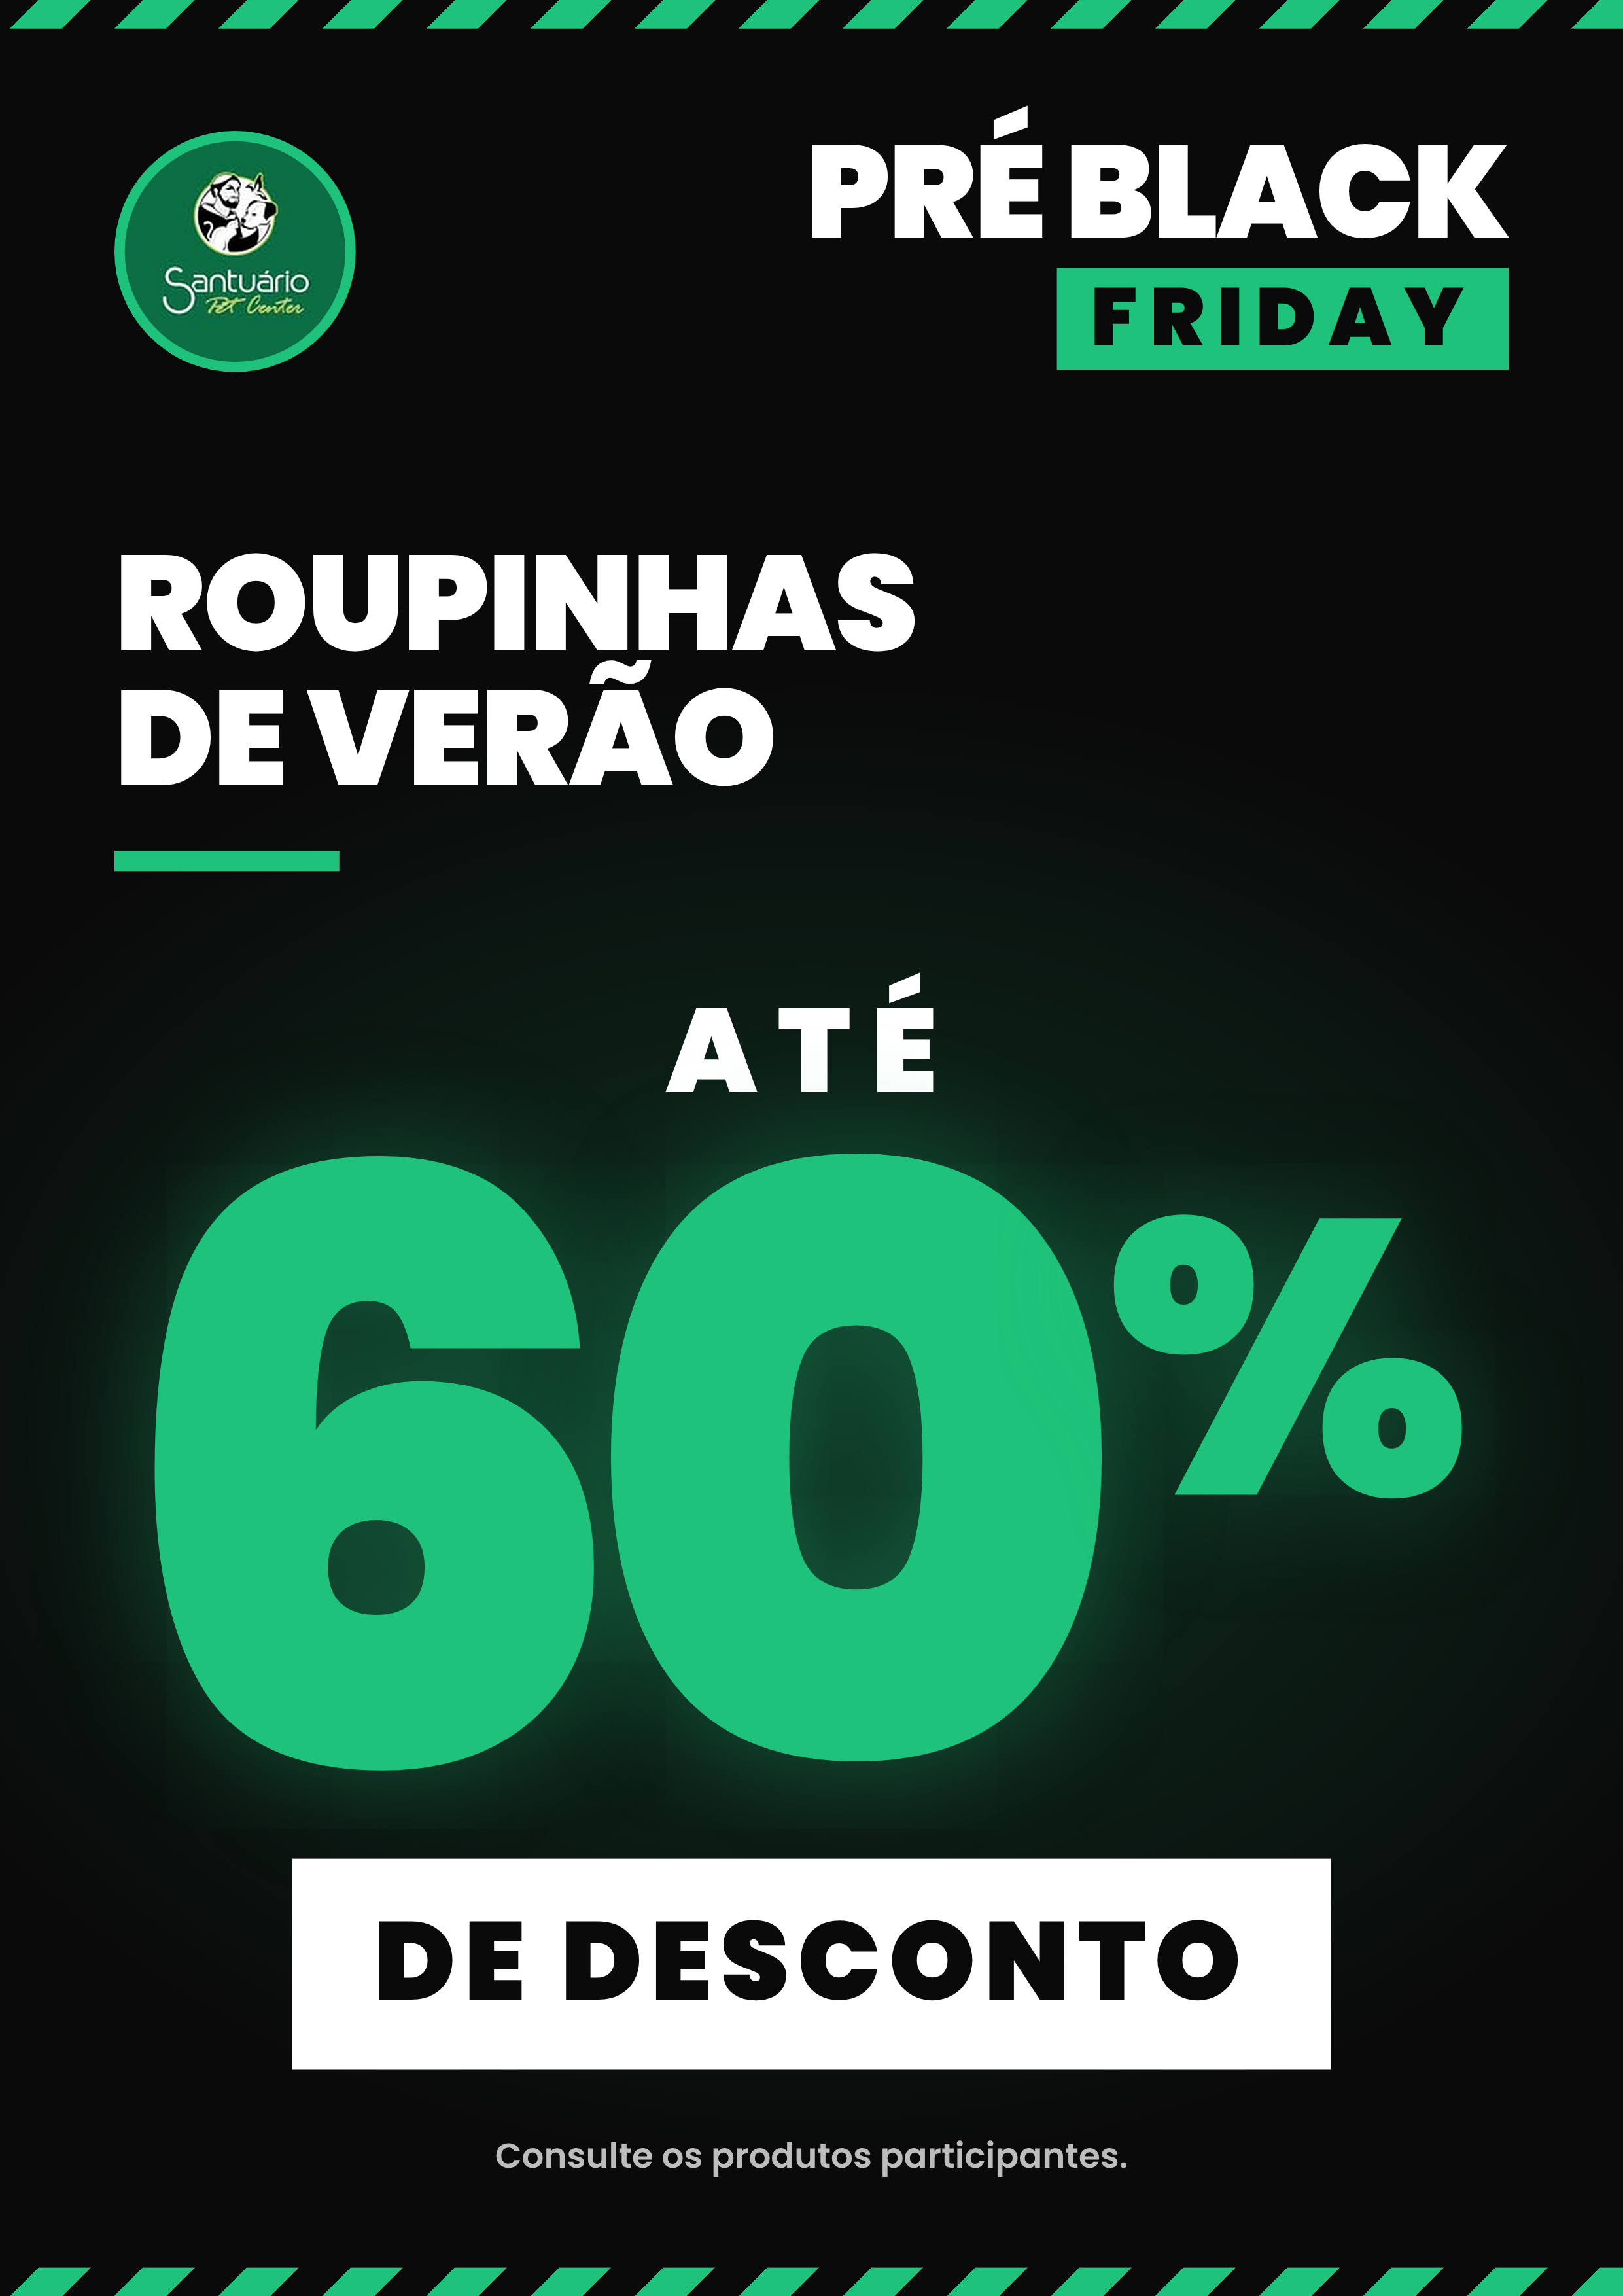 Santuário
Pet Center
PRÉ BLACK
FRIDAY
ROUPINHAS
DE VERÃO
ATÉ
60%
DE DESCONTO
Consulte os produtos participantes.